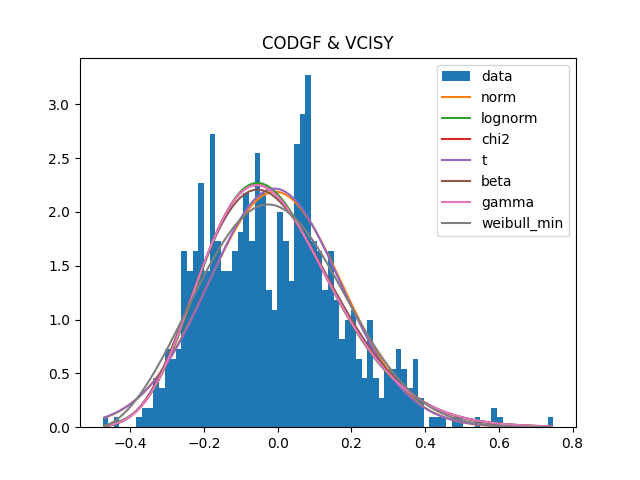 CODGF & VCISY
data
norm
lognorm
chi2
t
beta
gamma
weibull_min
3.0
2.5
2.0
1.5
1.0
0.5
0.0
−0.4 −0.2 0.0 0.2 0.4 0.6 0.8